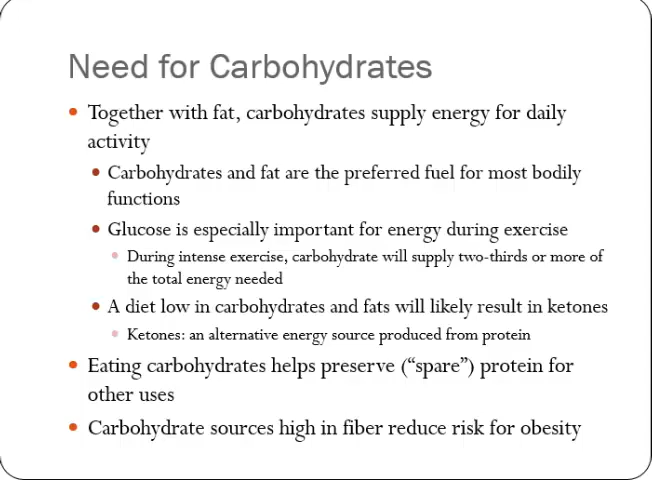 Need for Carbohydrates
• Together with fat, carbohydrates supply energy for daily
activity
• Carbohydrates and fat are the preferred fuel for most bodily
functions
• Glucose is especially important for energy during exercise
• During intense exercise, carbohydrate will supply two-thirds or more of
the total energy needed
• A diet low in carbohydrates and fats will likely result in ketones
• Ketones: an alternative energy source produced from protein
• Eating carbohydrates helps preserve (“spare”) protein for
other uses
• Carbohydrate sources high in fiber reduce risk for obesity